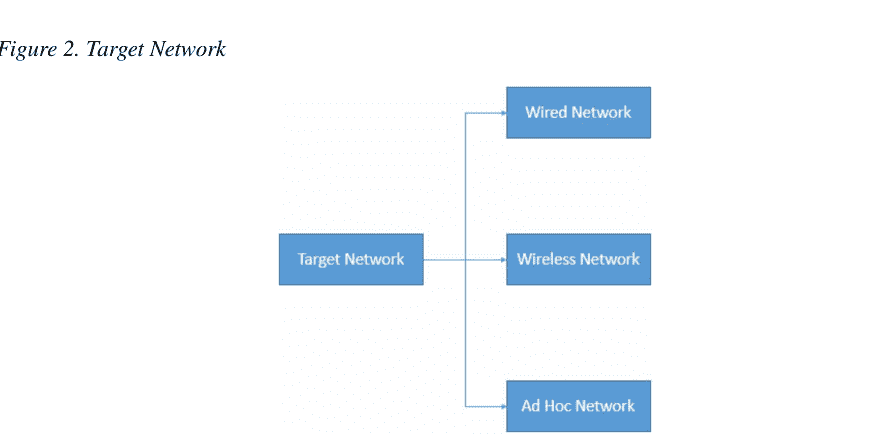 Figure 2. Target Network
Wired Network
Target Network
Wireless Network
Ad Hoc Network